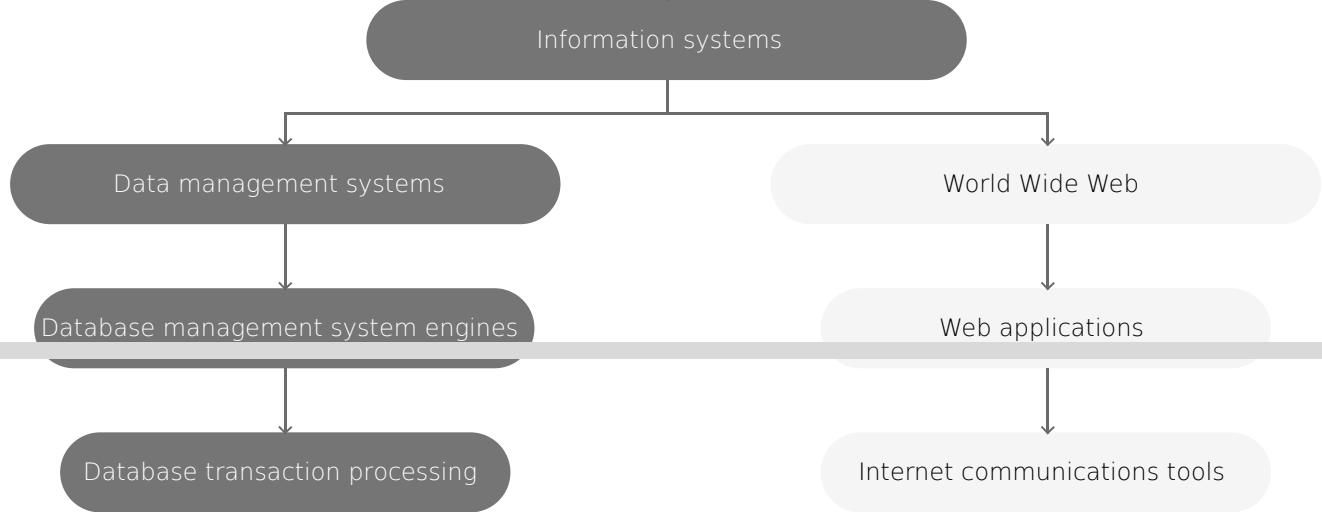 Information systems
Data management systems
World Wide Web
Database management system engines
Web applications
Database transaction processing
Internet communications tools